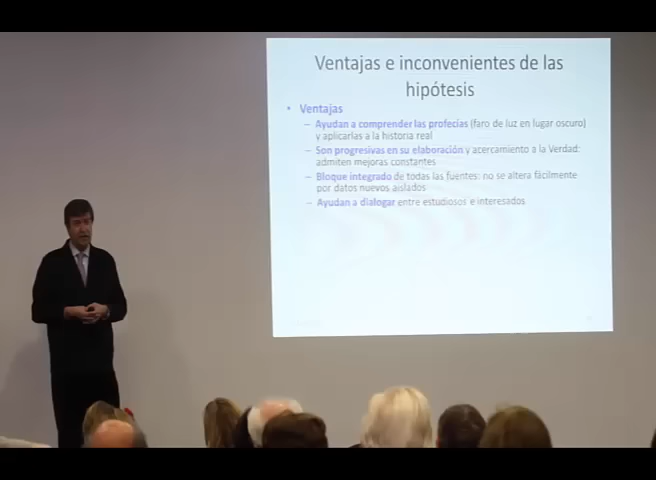 Ventajas e inconvenientes de las
hipótesis
• Ventajas
– Ayudan a comprender las profecías (faro de luz en lugar oscuro)
y aplicarlas a la historia real
– Son progresivas en su elaboración y acercamiento a la Verdad:
admiten mejoras constantes
– Bloque integrado de todas las fuentes: no se altera fácilmente
por datos nuevos aislados
– Ayudan a dialogar entre estudiosos e interesados